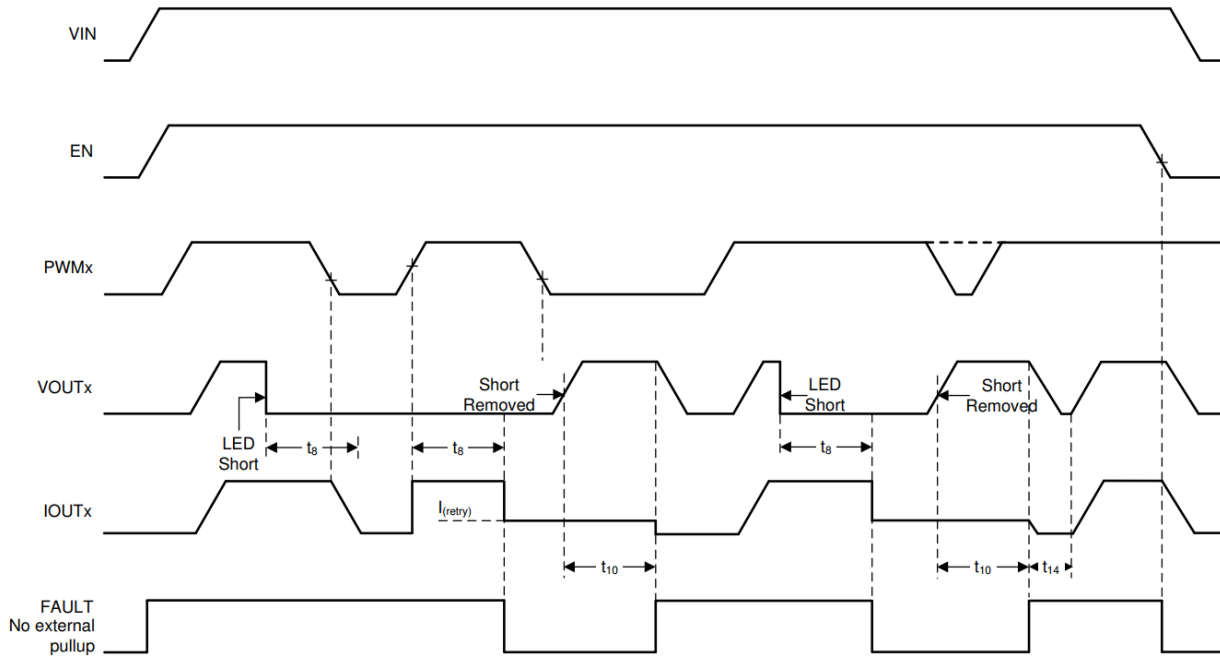 VIN
EN
PWMx
VOUTx
LED
Short
t8
t8
Short
Removed
LED
Short
t8
Short
Removed
IOUTx
I(retry)
t10
t10
t14
FAULT
No external
pullup